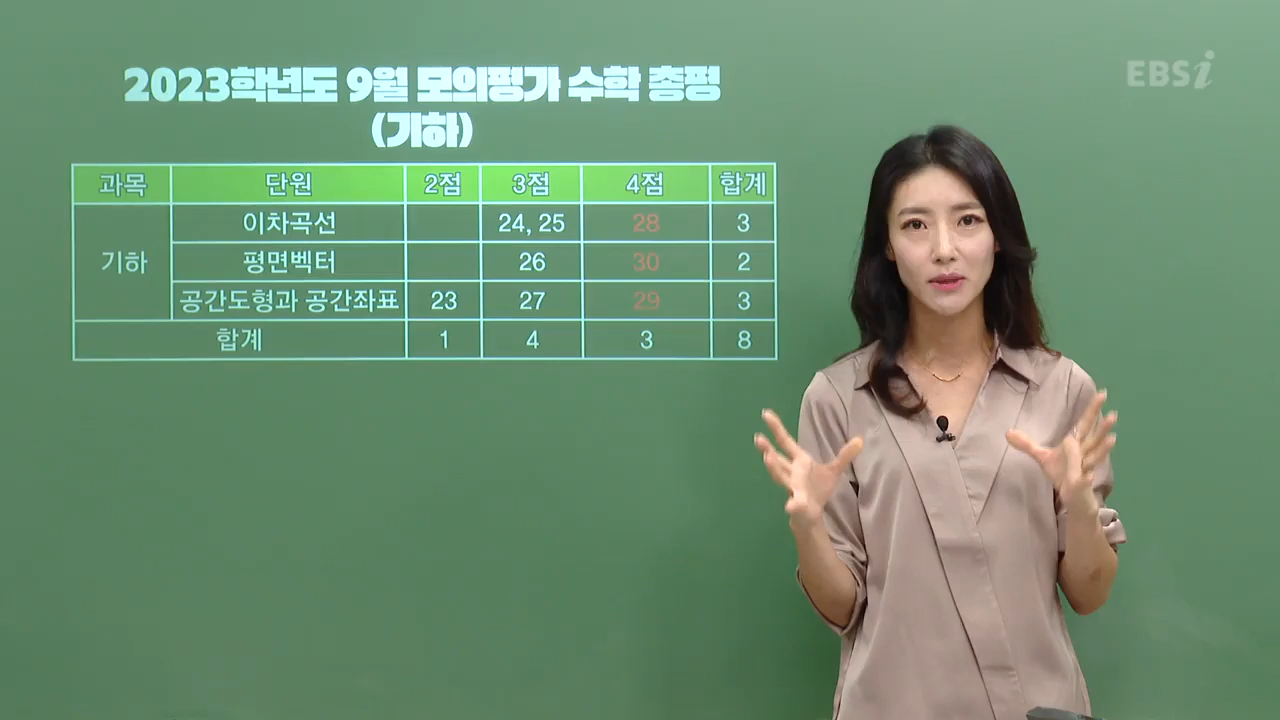 EBSi
2023학년도 9월 모의평가 수학 총평
(기하)
과목 단원 2점 3점 4점 합계
기하 이차곡선 24, 25 28 3
평면벡터 26 30 2
공간도형과 공간좌표 23 27 29 3
합계 1 4 3 8